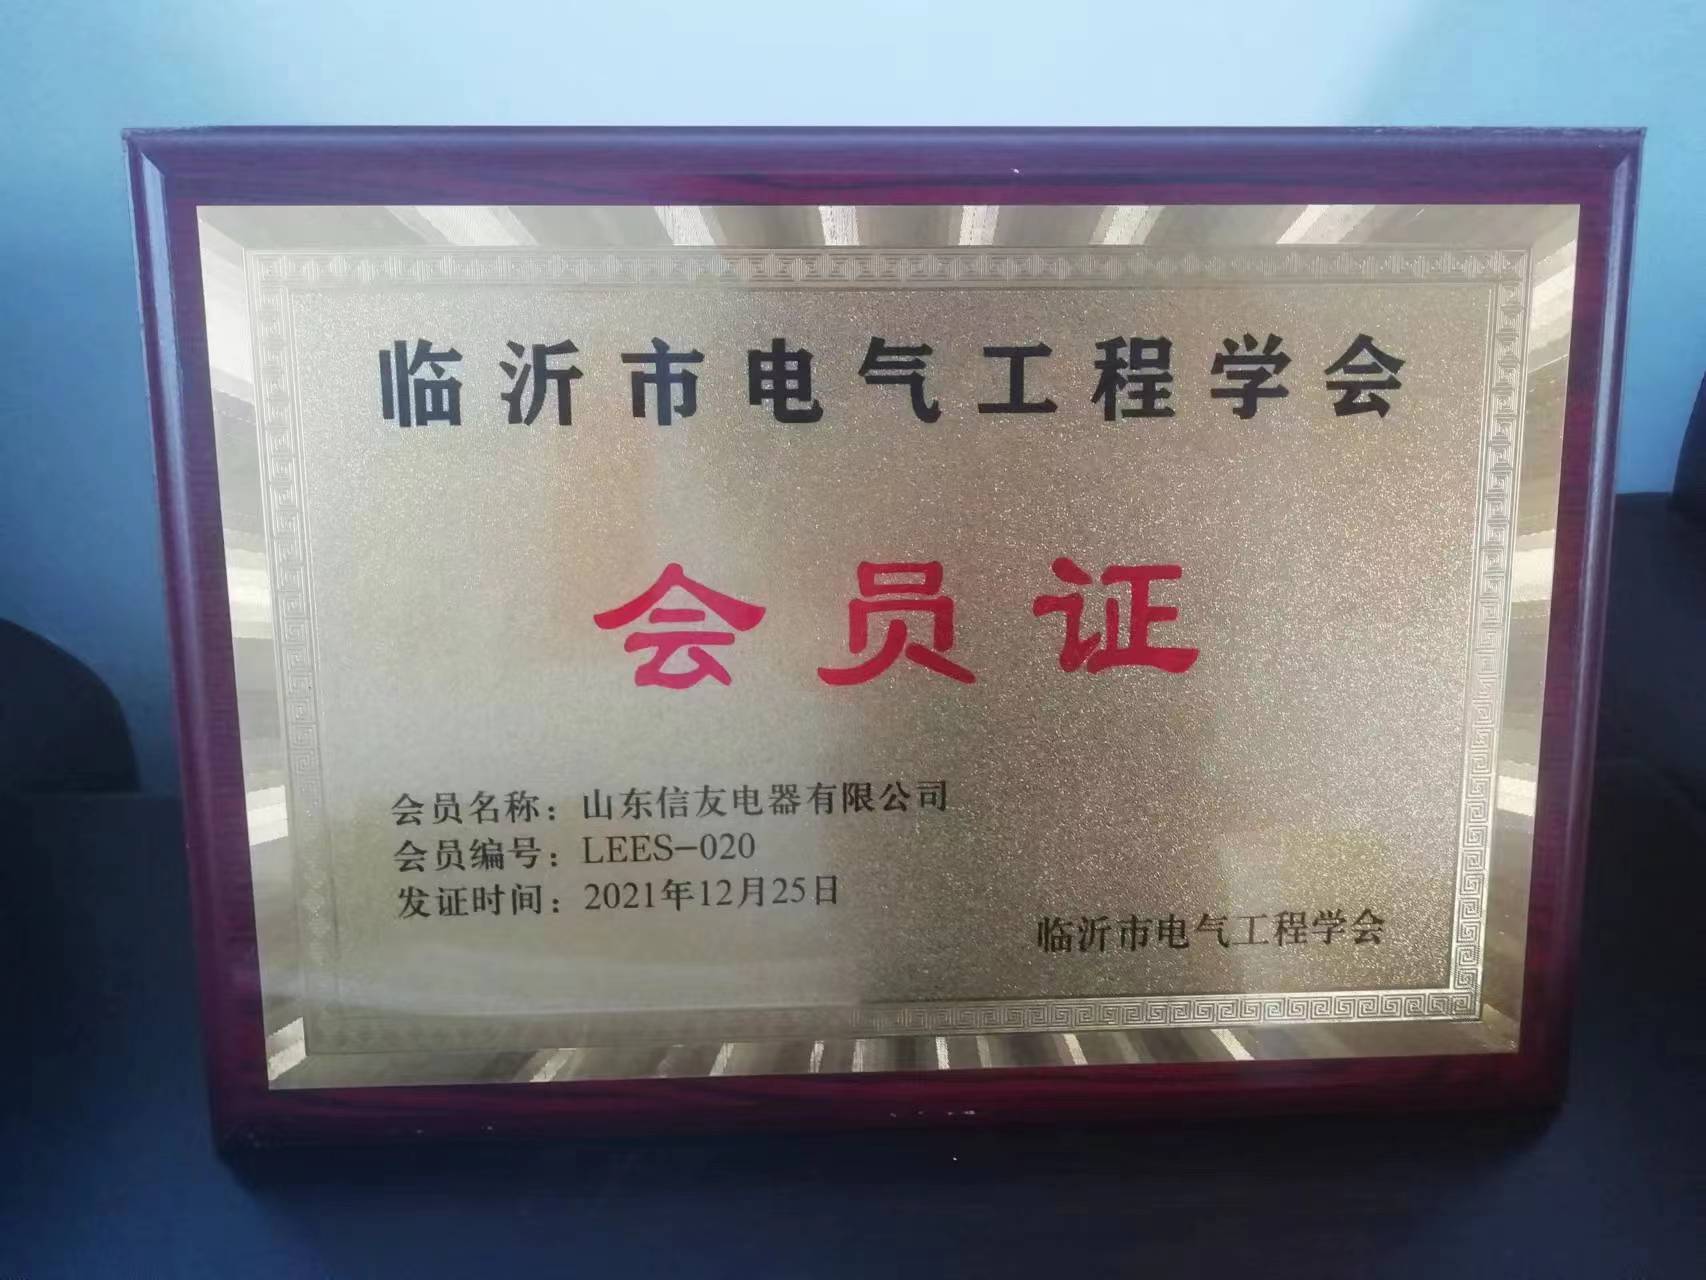 临沂市电气工程学会
会员证
会员名称：山东信友电器有限公司
会员编号：LEES-020
发证时间：2021年12月25日
临沂市电气工程学会